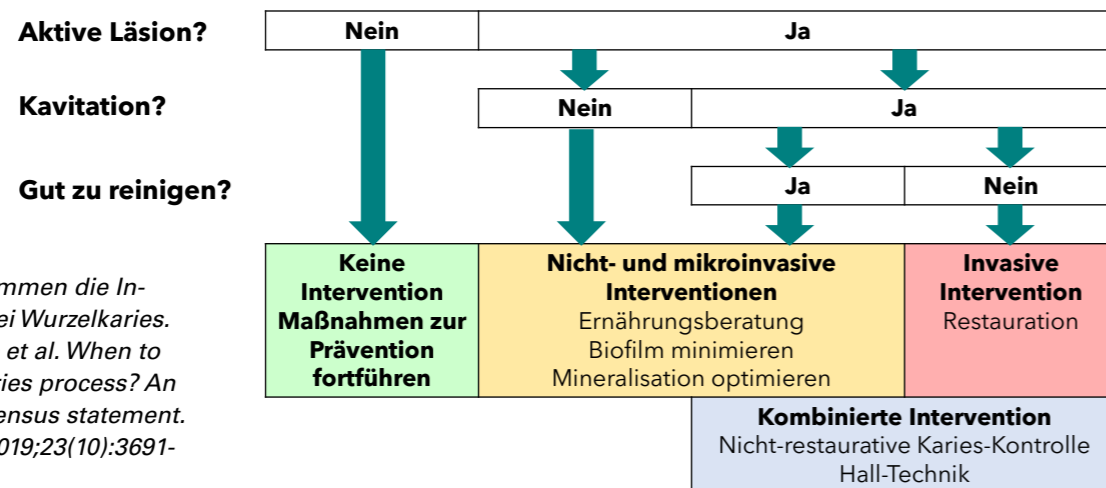 Aktive Läsion?
Nein
Ja
Kavitation?
Nein
Ja
Gut zu reinigen?
Ja
Nein
Keine
Intervention
Maßnahmen zur
Prävention
fortführen
Nicht- und mikroinvasive
Interventionen
Ernährungsberatung
Biofilm minimieren
Mineralisation optimieren
Invasive
Intervention
Restauration
Kombinierte Intervention
Nicht-restaurative Karies-Kontrolle
Hall-Technik
mmen die In-
ei Wurzelkaries.
et al. When to
ries process? An
ensus statement.
019;23(10):3691-